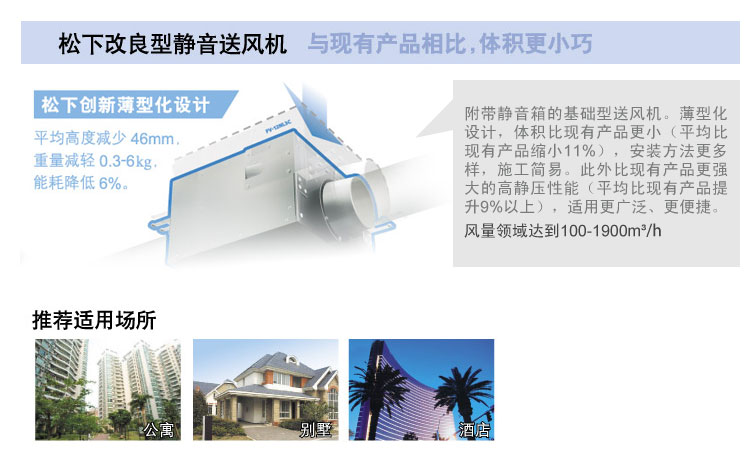 松下改良型静音送风机 与现有产品相比,体积更小巧
松下创新薄型化设计
平均高度减少 46mm,
重量减轻 0.3-6kg,
能耗降低 6%。
附带静音箱的基础型送风机。薄型化
设计，体积比现有产品更小（平均比
现有产品缩小11%），安装方法更多
样，施工简易。此外比现有产品更强
大的高静压性能（平均比现有产品提
升9%以上），适用更广泛、更便捷。
风量领域达到100-1900m³/h
推荐适用场所
公寓 别墅 酒店